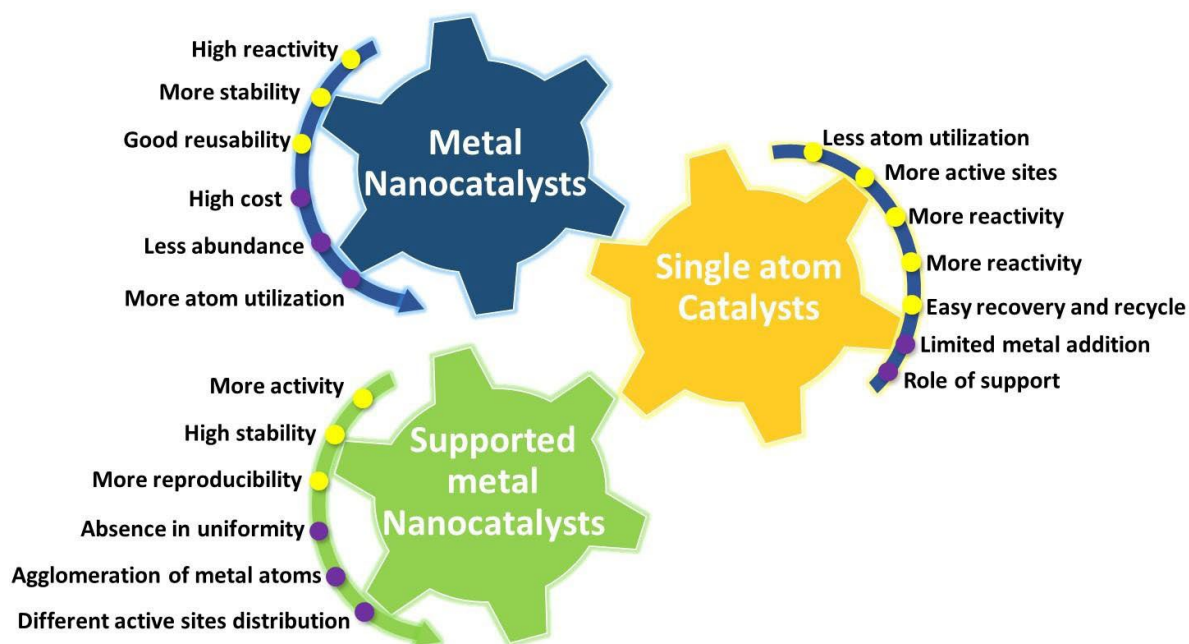 High reactivity
More stability
Good reusability
High cost
Less abundance
More atom utilization
Metal
Nanocatalysts
Less atom utilization
More active sites
More reactivity
More reactivity
Easy recovery and recycle
Limited metal addition
Role of support
Single atom
Catalysts
More activity
High stability
More reproducibility
Absence in uniformity
Agglomeration of metal atoms
Different active sites distribution
Supported
metal
Nanocatalysts